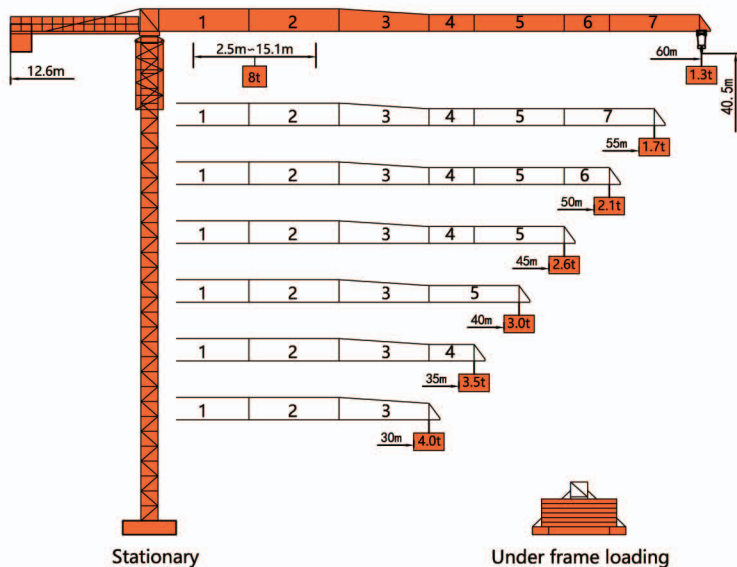 1 2 3 4 5 6 7
2.5m~15.1m
8t
12.6m
60m
1.3t
40.5m
1 2 3 4 5 7
55m
1.7t
1 2 3 4 5 6
50m
2.1t
1 2 3 4 5
45m
2.6t
1 2 3 5
40m
3.0t
1 2 3 4
35m
3.5t
1 2 3
30m
4.0t
Stationary
Under frame loading